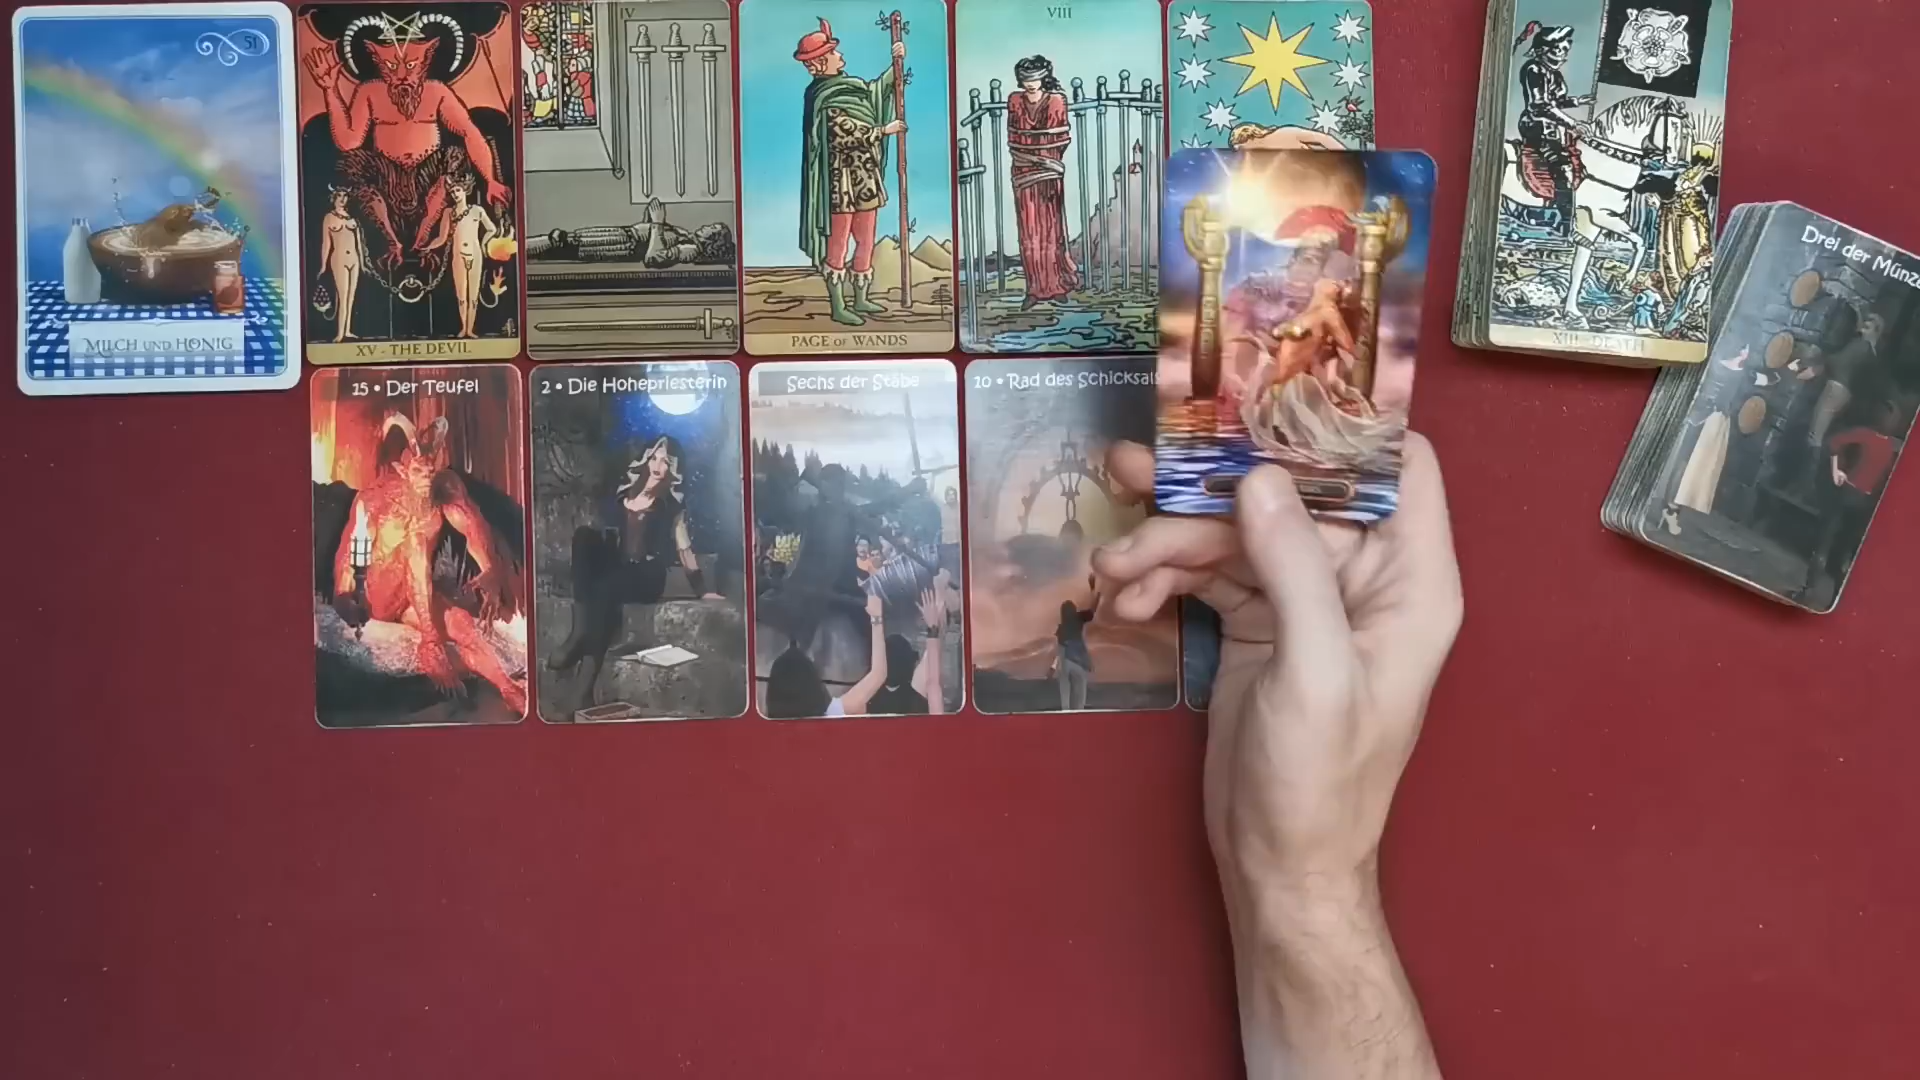 51
MILCH UND HONIG
XV - THE DEVIL
IV
PAGE OF WANDS
VIII
XIII - DEATH
Drei der Münz
15 • Der Teufel
2 • Die Hohepriesterin
Sechs der Stäbe
10 • Rad des Schicksals